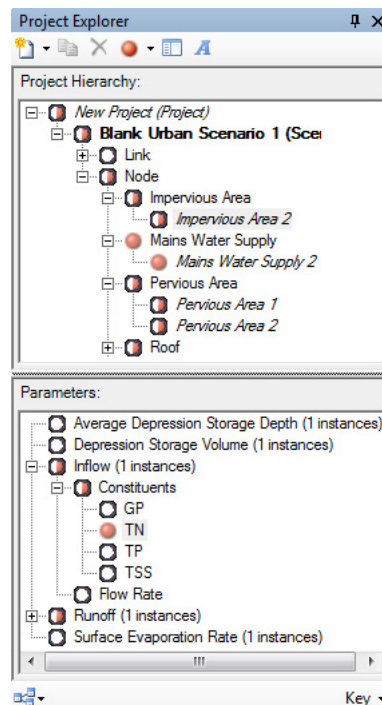 Project Explorer
A
Project Hierarchy:
New Project (Project)
Blank Urban Scenario 1 (Scei
Link
Node
Impervious Area
Impervious Area 2
Mains Water Supply
Mains Water Supply 2
Pervious Area
Pervious Area 1
Pervious Area 2
Roof
Parameters:
Average Depression Storage Depth (1 instances)
Depression Storage Volume (1 instances)
Inflow (1 instances)
Constituents
GP
TN
TP
TSS
Flow Rate
Runoff (1 instances)
Surface Evaporation Rate (1 instances)
Key